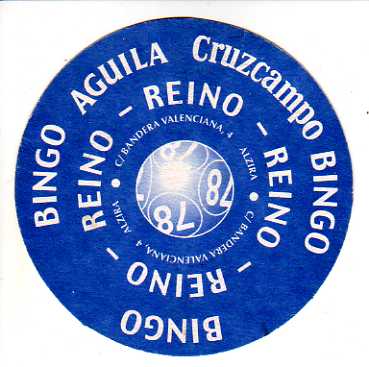 BINGO AGUILA Cruzcampo BINGO
BINGO
REINO – REINO – REINO – REINO –
C/BANDERA VALENCIANA, 4 ALZIRA • C/BANDERA VALENCIANA, 4 ALZIRA •
78
78
78